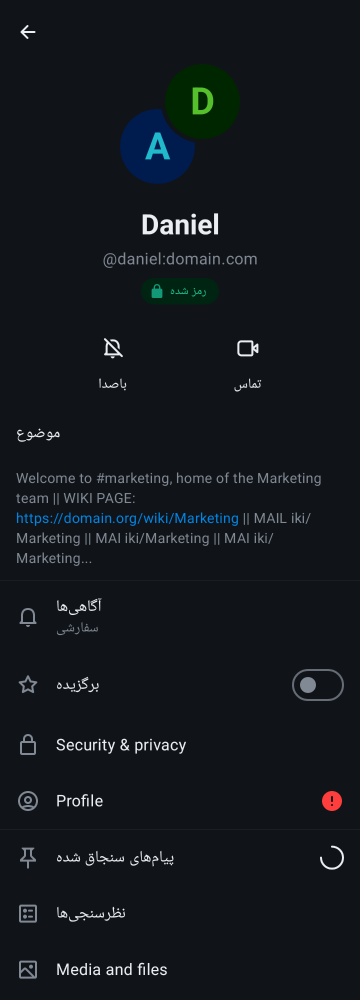 D
A
Daniel
@daniel:domain.com
رمز شده
باصدا
تماس
موضوع
Welcome to #marketing, home of the Marketing
team || WIKI PAGE:
https://domain.org/wiki/Marketing || MAIL iki/
Marketing || MAI iki/Marketing || MAI iki/
Marketing...
آگاهی‌ها
سفارشی
برگزیده
Security & privacy
Profile
پیام‌های سنجاق شده
نظرسنجی‌ها
Media and files